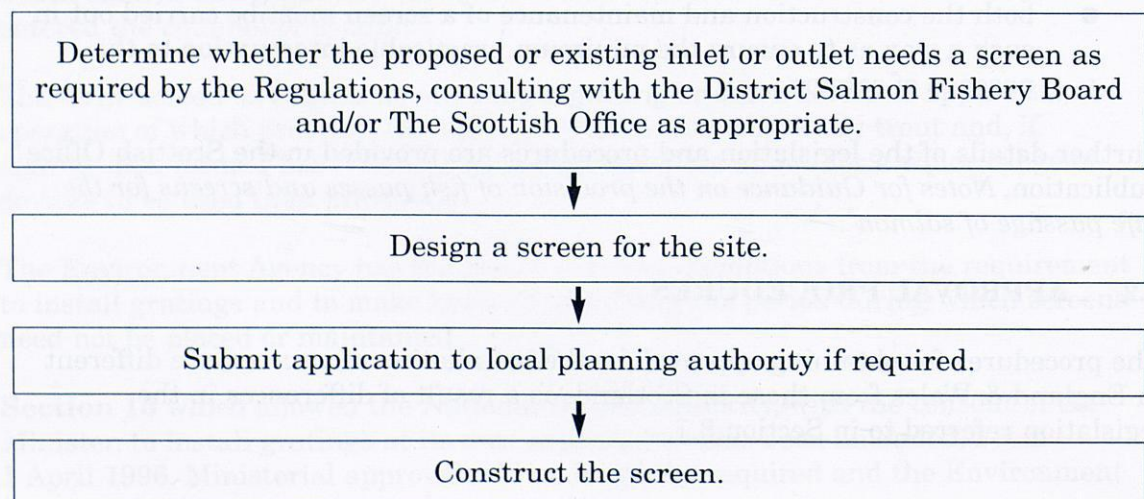 Determine whether the proposed or existing inlet or outlet needs a screen as
required by the Regulations, consulting with the District Salmon Fishery Board
and/or The Scottish Office as appropriate.
Design a screen for the site.
Submit application to local planning authority if required.
Construct the screen.